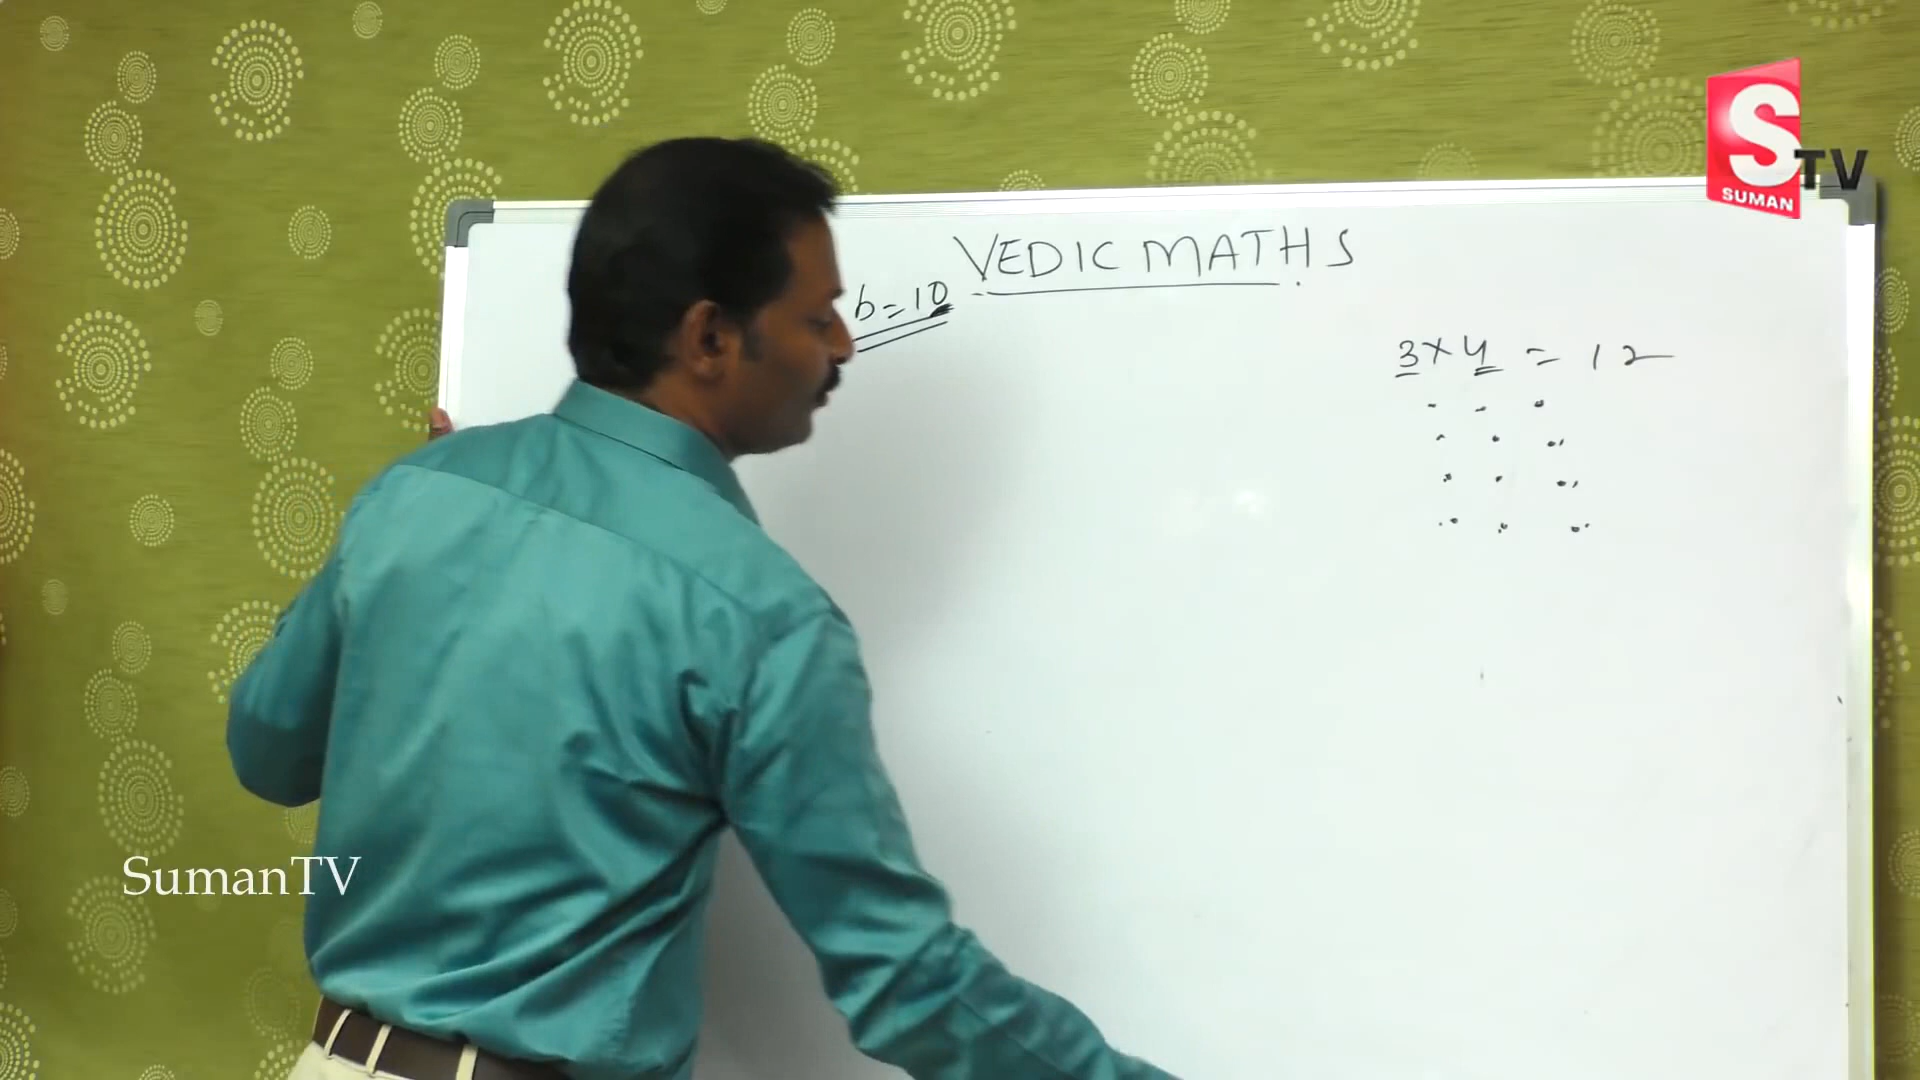 S TV
SUMAN
VEDIC MATHS
b=10
3×4 = 12
SumanTV